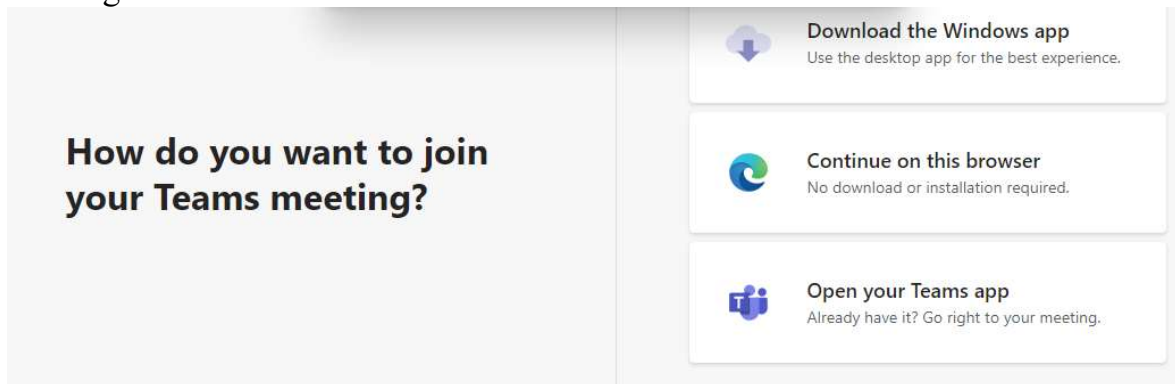 How do you want to join
your Teams meeting?
Download the Windows app
Use the desktop app for the best experience.
Continue on this browser
No download or installation required.
Open your Teams app
Already have it? Go right to your meeting.